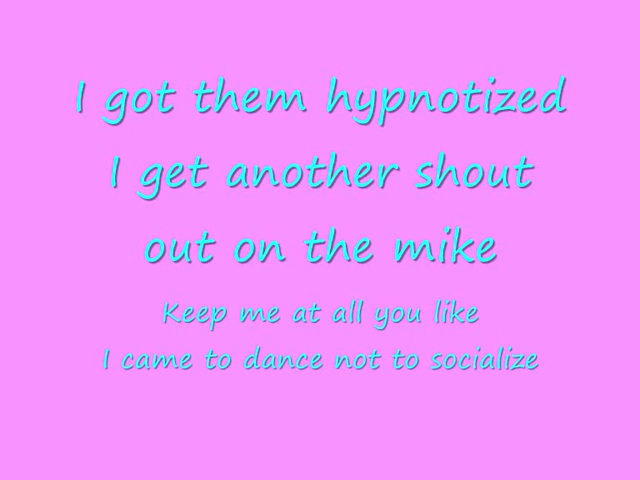 I got them hypnotized
I get another shout
out on the mike
Keep me at all you like
I came to dance not to socialize